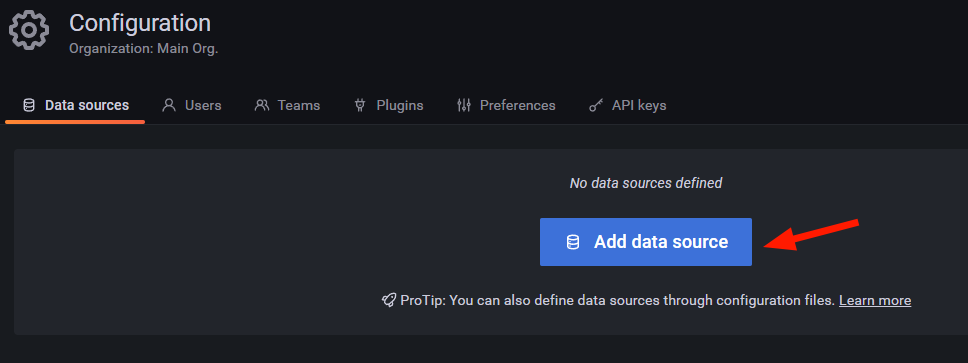 Configuration
Organization: Main Org.
Data sources Users Teams Plugins Preferences API keys
No data sources defined
Add data source
ProTip: You can also define data sources through configuration files. Learn more